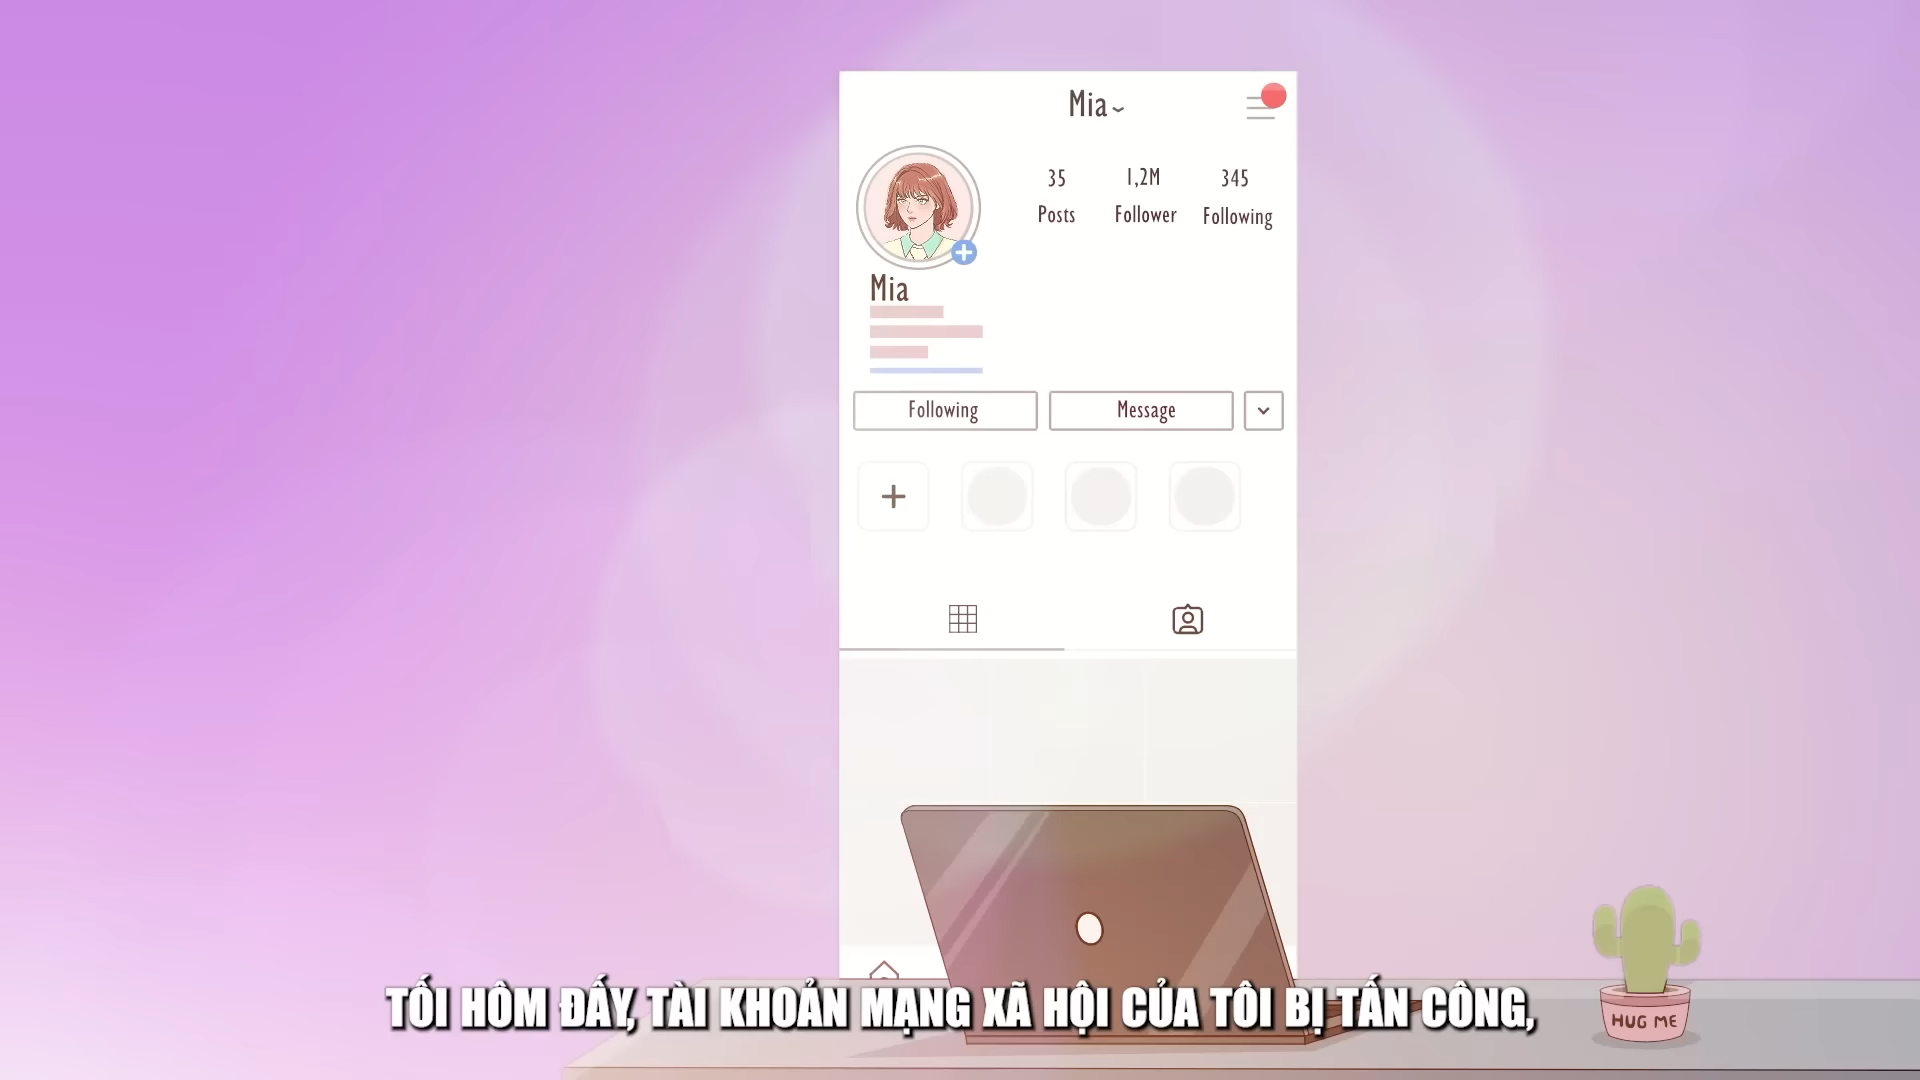 Mia
35 1,2M 345
Posts Follower Following
Mia
Following Message
TỐI HÔM ĐẤY, TÀI KHOẢN MẠNG XÃ HỘI CỦA TÔI BỊ TẤN CÔNG,
HUG ME